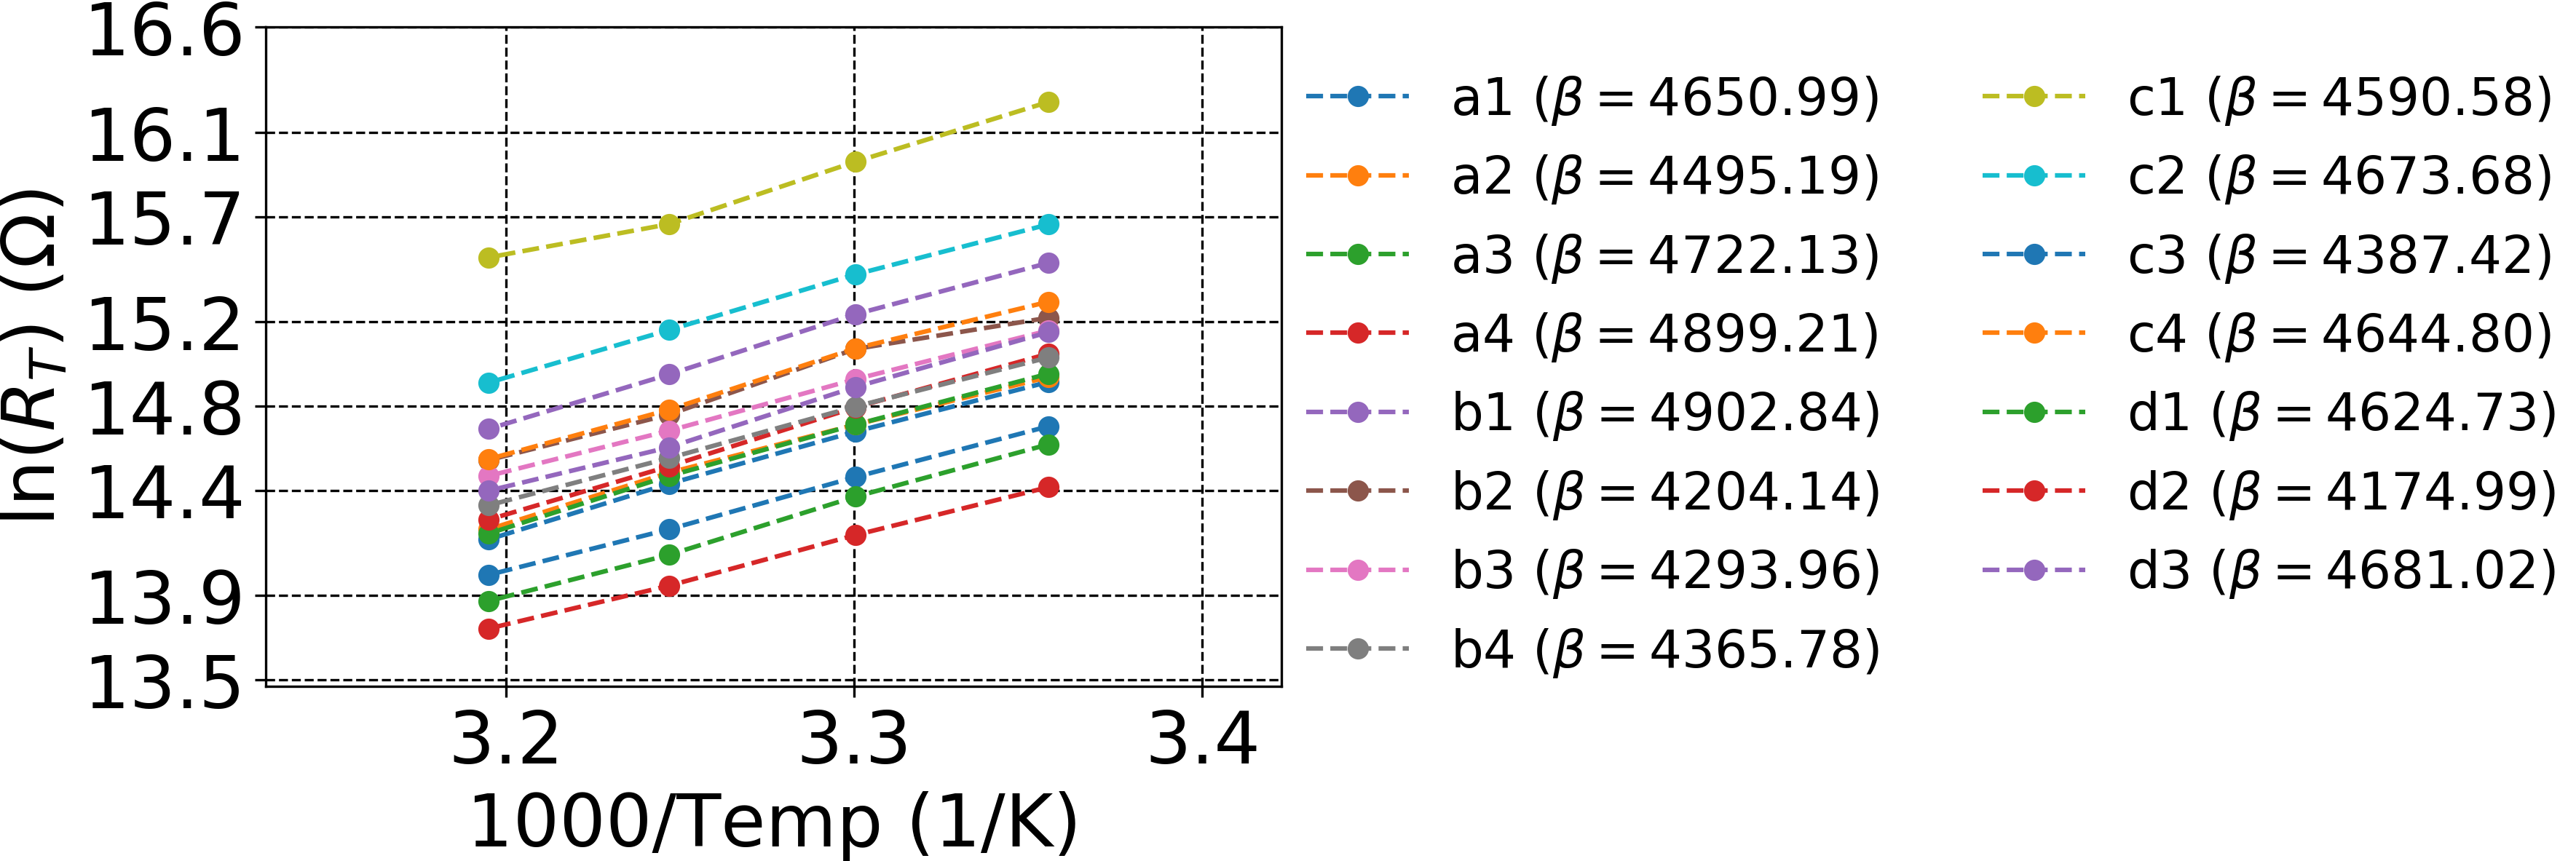 16.6
16.1
15.7
15.2
14.8
14.4
13.9
13.5
ln(R_T) (Ω)
3.2 3.3 3.4
1000/Temp (1/K)
a1 (β = 4650.99)
a2 (β = 4495.19)
a3 (β = 4722.13)
a4 (β = 4899.21)
b1 (β = 4902.84)
b2 (β = 4204.14)
b3 (β = 4293.96)
b4 (β = 4365.78)
c1 (β = 4590.58)
c2 (β = 4673.68)
c3 (β = 4387.42)
c4 (β = 4644.80)
d1 (β = 4624.73)
d2 (β = 4174.99)
d3 (β = 4681.02)